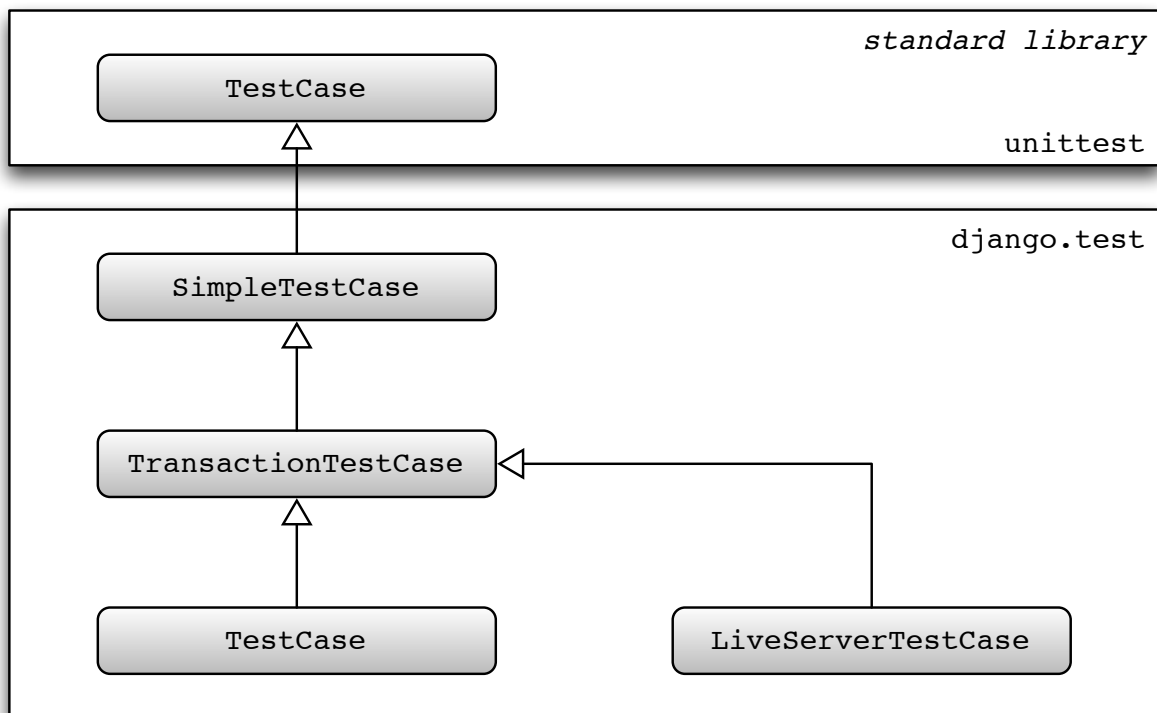 standard library
TestCase
unittest
django.test
SimpleTestCase
TransactionTestCase
TestCase
LiveServerTestCase